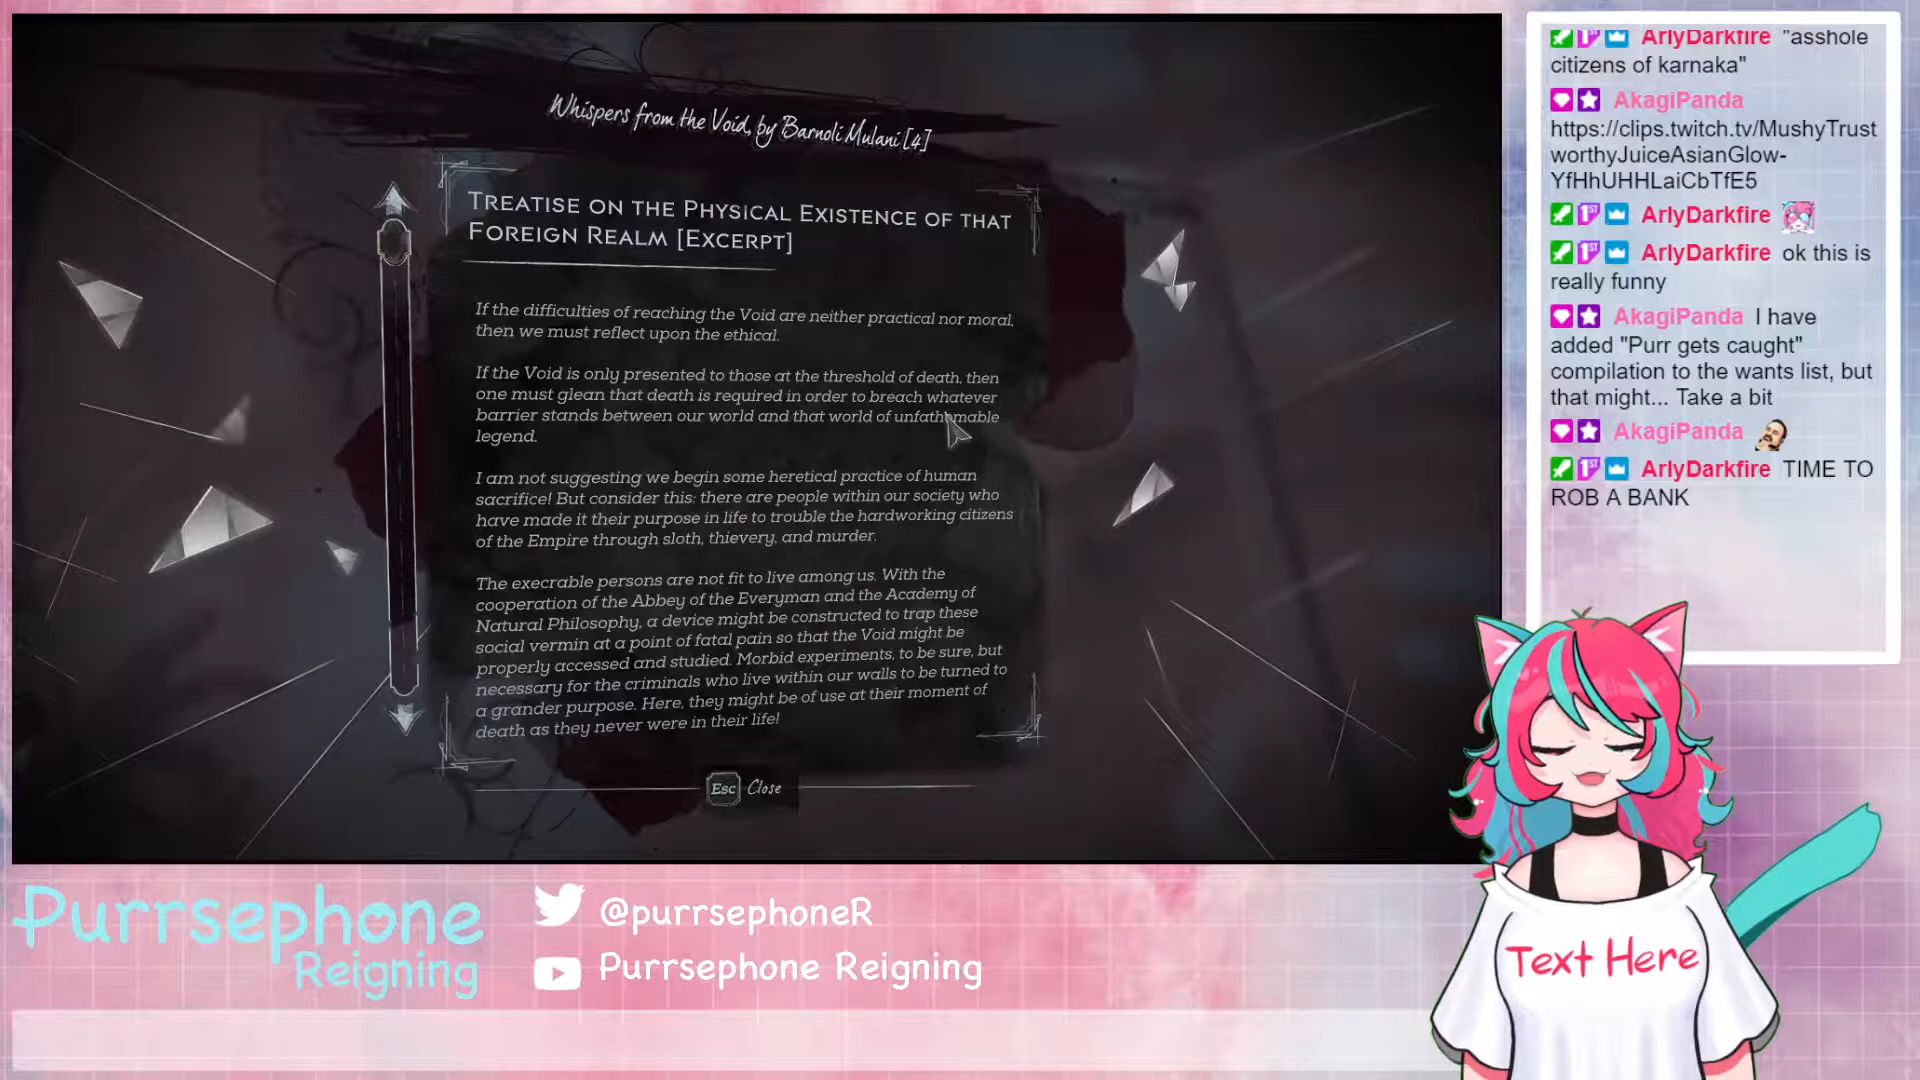 Whispers from the Void, by Barnoli Mulani [4]
TREATISE ON THE PHYSICAL EXISTENCE OF THAT
FOREIGN REALM [EXCERPT]
If the difficulties of reaching the Void are neither practical nor moral,
then we must reflect upon the ethical.
If the Void is only presented to those at the threshold of death, then
one must glean that death is required in order to breach whatever
barrier stands between our world and that world of unfathomable
legend.
I am not suggesting we begin some heretical practice of human
sacrifice! But consider this: there are people within our society who
have made it their purpose in life to trouble the hardworking citizens
of the Empire through sloth, thievery, and murder.
The execrable persons are not fit to live among us. With the
cooperation of the Abbey of the Everyman and the Academy of
Natural Philosophy, a device might be constructed to trap these
social vermin at a point of fatal pain so that the Void might be
properly accessed and studied. Morbid experiments, to be sure, but
necessary for the criminals who live within our walls to be turned to
a grander purpose. Here, they might be of use at their moment of
death as they never were in their life!
Esc Close
ArlyDarkfire "asshole
citizens of karnaka"
AkagiPanda
https://clips.twitch.tv/MushyTrust
worthyJuiceAsianGlow-
YfHhUHHLaiCbTfE5
ArlyDarkfire
ArlyDarkfire ok this is
really funny
AkagiPanda I have
added "Purr gets caught"
compilation to the wants list, but
that might... Take a bit
AkagiPanda
ArlyDarkfire TIME TO
ROB A BANK
Purrsephone
Reigning
@purrsephoneR
Purrsephone Reigning
Text Here